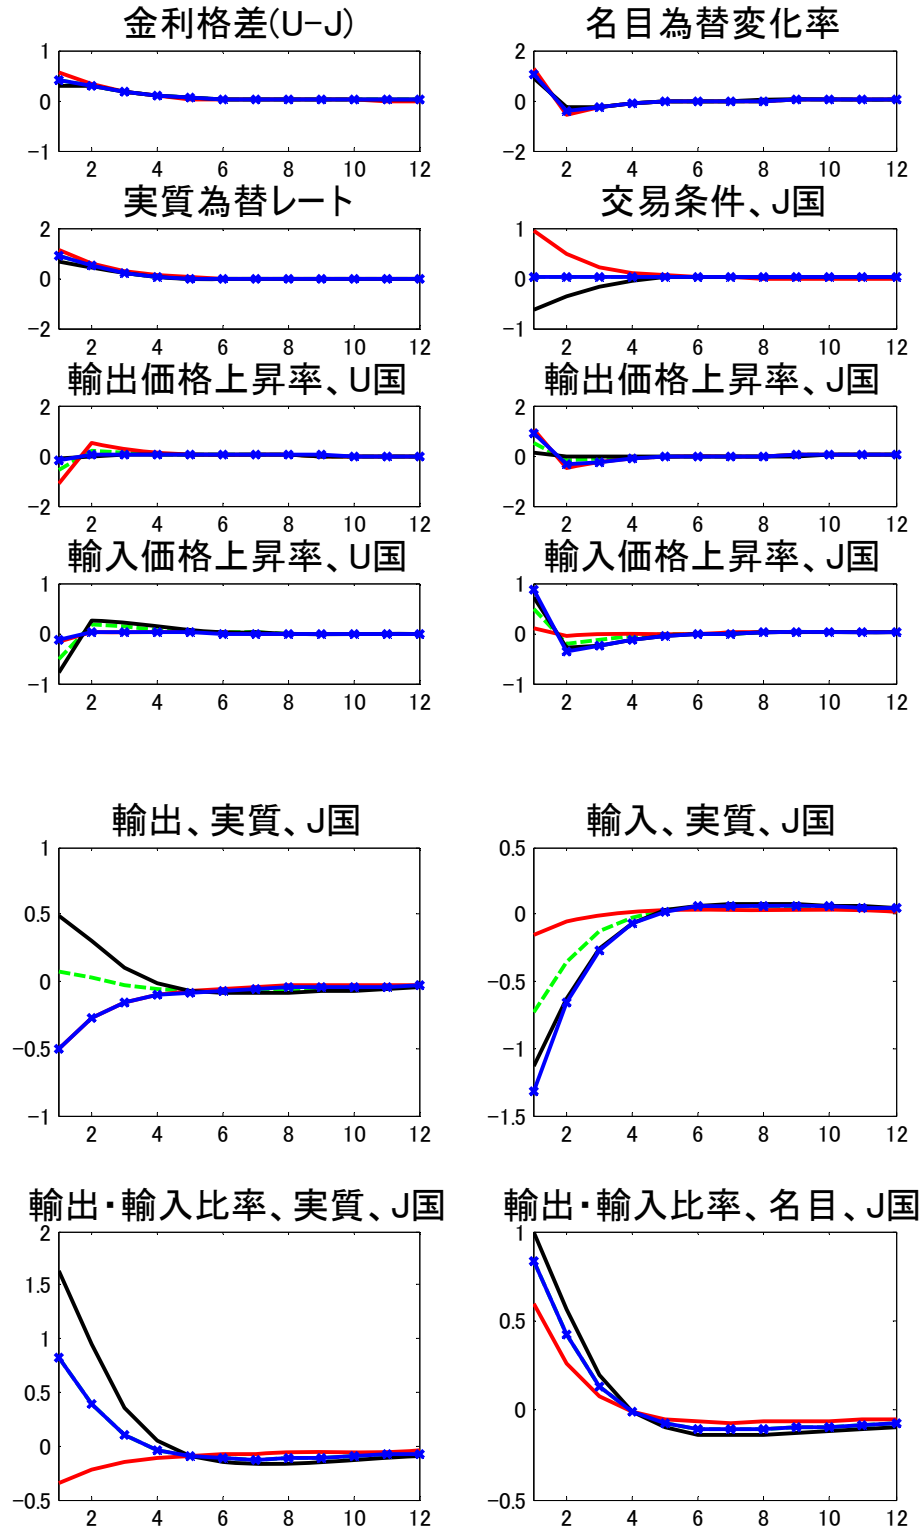 金利格差(U-J)
1
0
-1
2 4 6 8 10 12
名目為替変化率
2
0
-2
2 4 6 8 10 12
実質為替レート
2
0
-2
2 4 6 8 10 12
交易条件、J国
1
0
-1
2 4 6 8 10 12
輸出価格上昇率、U国
2
0
-2
2 4 6 8 10 12
輸出価格上昇率、J国
2
0
-2
2 4 6 8 10 12
輸入価格上昇率、U国
1
0
-1
2 4 6 8 10 12
輸入価格上昇率、J国
1
0
-1
2 4 6 8 10 12
輸出、実質、J国
1
0.5
0
-0.5
-1
2 4 6 8 10 12
輸入、実質、J国
0.5
0
-0.5
-1
-1.5
2 4 6 8 10 12
輸出・輸入比率、実質、J国
2
1.5
1
0.5
0
-0.5
2 4 6 8 10 12
輸出・輸入比率、名目、J国
1
0.5
0
-0.5
2 4 6 8 10 12